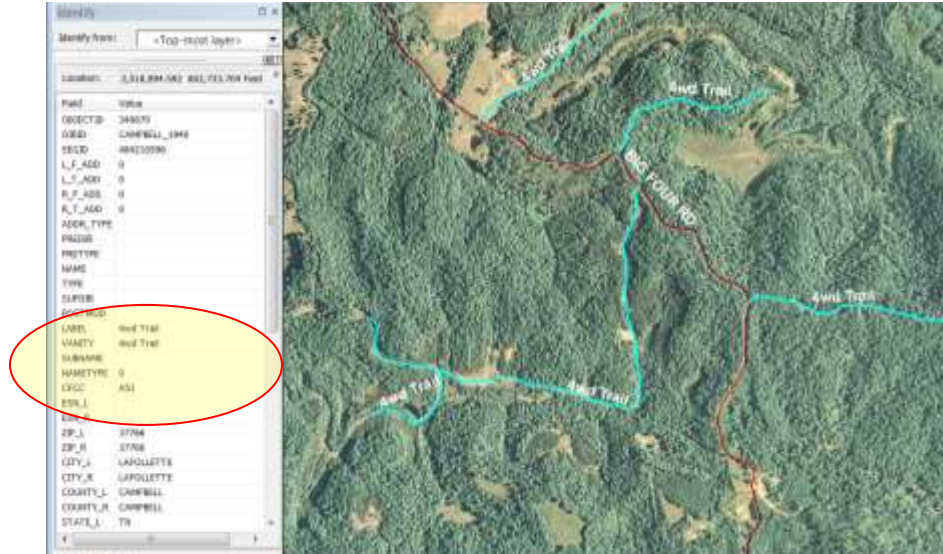 Identify
Identify from: <Top-most layer>
Location:
Field Value
OBJECTID
OIDID CAMPBELL_1946
SEGID
L_F_ADD 0
L_T_ADD 0
R_F_ADD 0
R_T_ADD 0
ADDR_TYPE
PREDIR
PRETYPE
NAME
TYPE
SUFDIR
POSTMOD
LABEL 4wd Trail
VANITY 4wd Trail
SUBNAME
NAMETYPE 0
CFCC A51
ESN_L
ESN_R
ZIP_L 37766
ZIP_R 37766
CITY_L LAFOLLETTE
CITY_R LAFOLLETTE
COUNTY_L CAMPBELL
COUNTY_R CAMPBELL
STATE_L TN
4wd Trail
BIG FOUR RD
4wd Trail
4wd Trail
4wd Trail